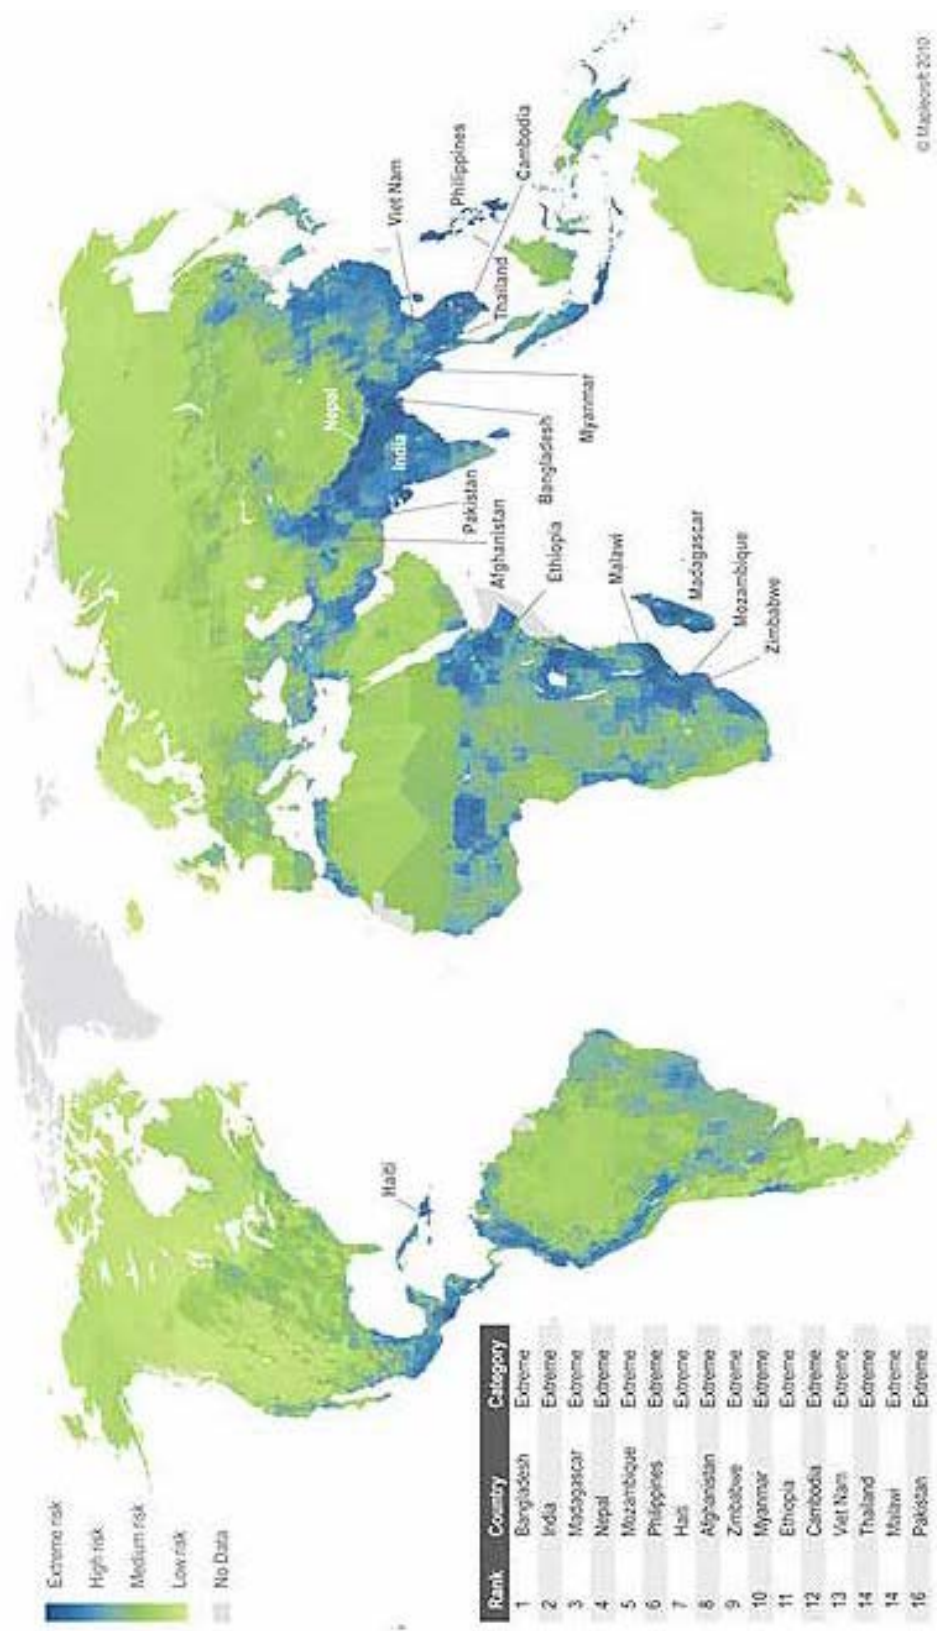 Extreme risk
High risk
Medium risk
Low risk
No Data
Haiti
Nepal
India
Viet Nam
Philippines
Cambodia
Thailand
Myanmar
Bangladesh
Pakistan
Afghanistan
Ethiopia
Malawi
Madagascar
Mozambique
Zimbabwe
Rank Country Category
1 Bangladesh Extreme
2 India Extreme
3 Madagascar Extreme
4 Nepal Extreme
5 Mozambique Extreme
6 Philippines Extreme
7 Haiti Extreme
8 Afghanistan Extreme
9 Zimbabwe Extreme
10 Myanmar Extreme
11 Ethiopia Extreme
12 Cambodia Extreme
13 Viet Nam Extreme
14 Thailand Extreme
14 Malawi Extreme
16 Pakistan Extreme
© Maplecroft 2010